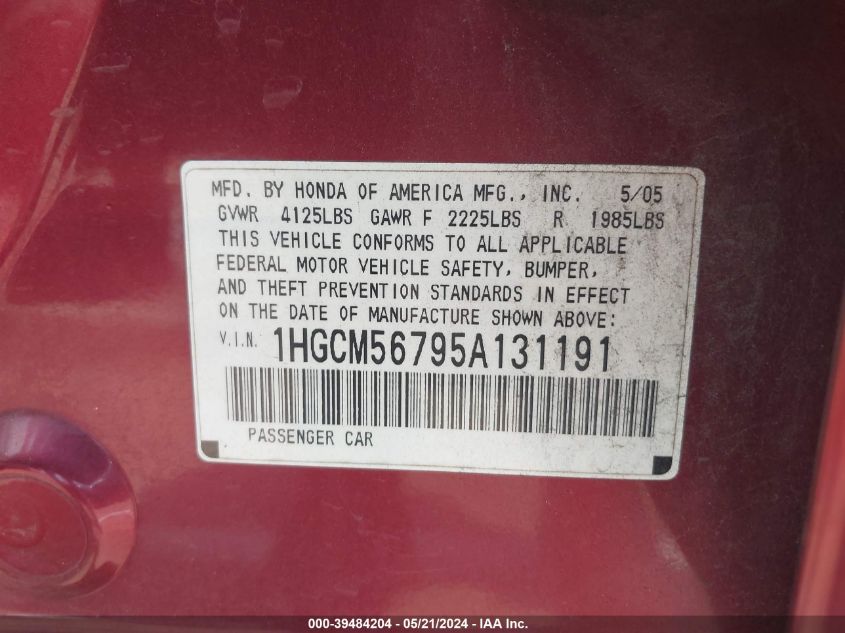 MFD. BY HONDA OF AMERICA MFG., INC. 5/05
GVWR 4125LBS GAWR F 2225LBS R 1985LBS
THIS VEHICLE CONFORMS TO ALL APPLICABLE
FEDERAL MOTOR VEHICLE SAFETY, BUMPER,
AND THEFT PREVENTION STANDARDS IN EFFECT
ON THE DATE OF MANUFACTURE SHOWN ABOVE:
V.I.N. 1HGCM56795A131191
PASSENGER CAR
000-39484204 - 05/21/2024 - IAA Inc.